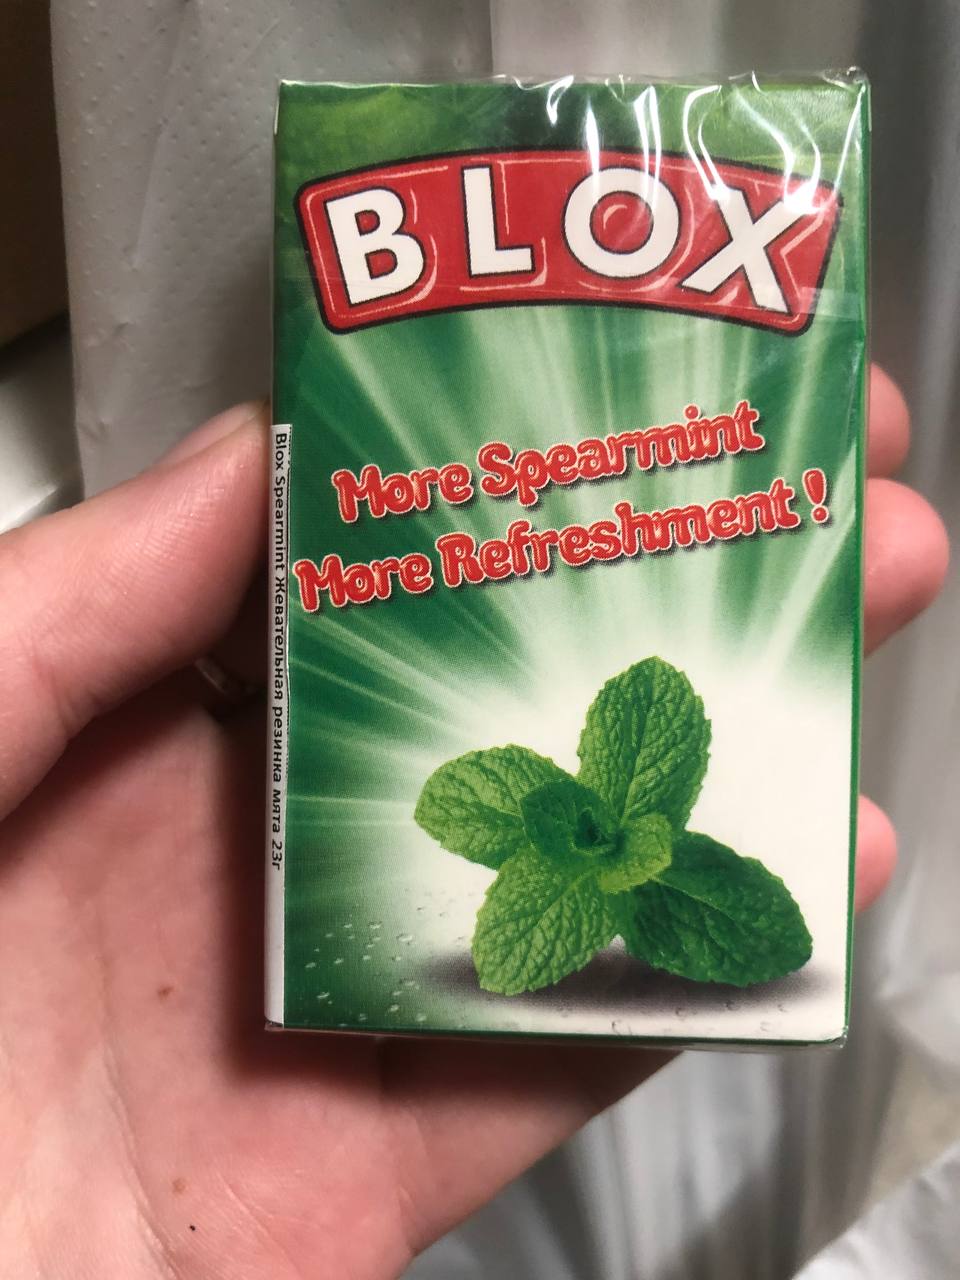 BLOX
More Spearmint
More Refreshment !
Blox Spearmint Жевательная резинка мята 23г